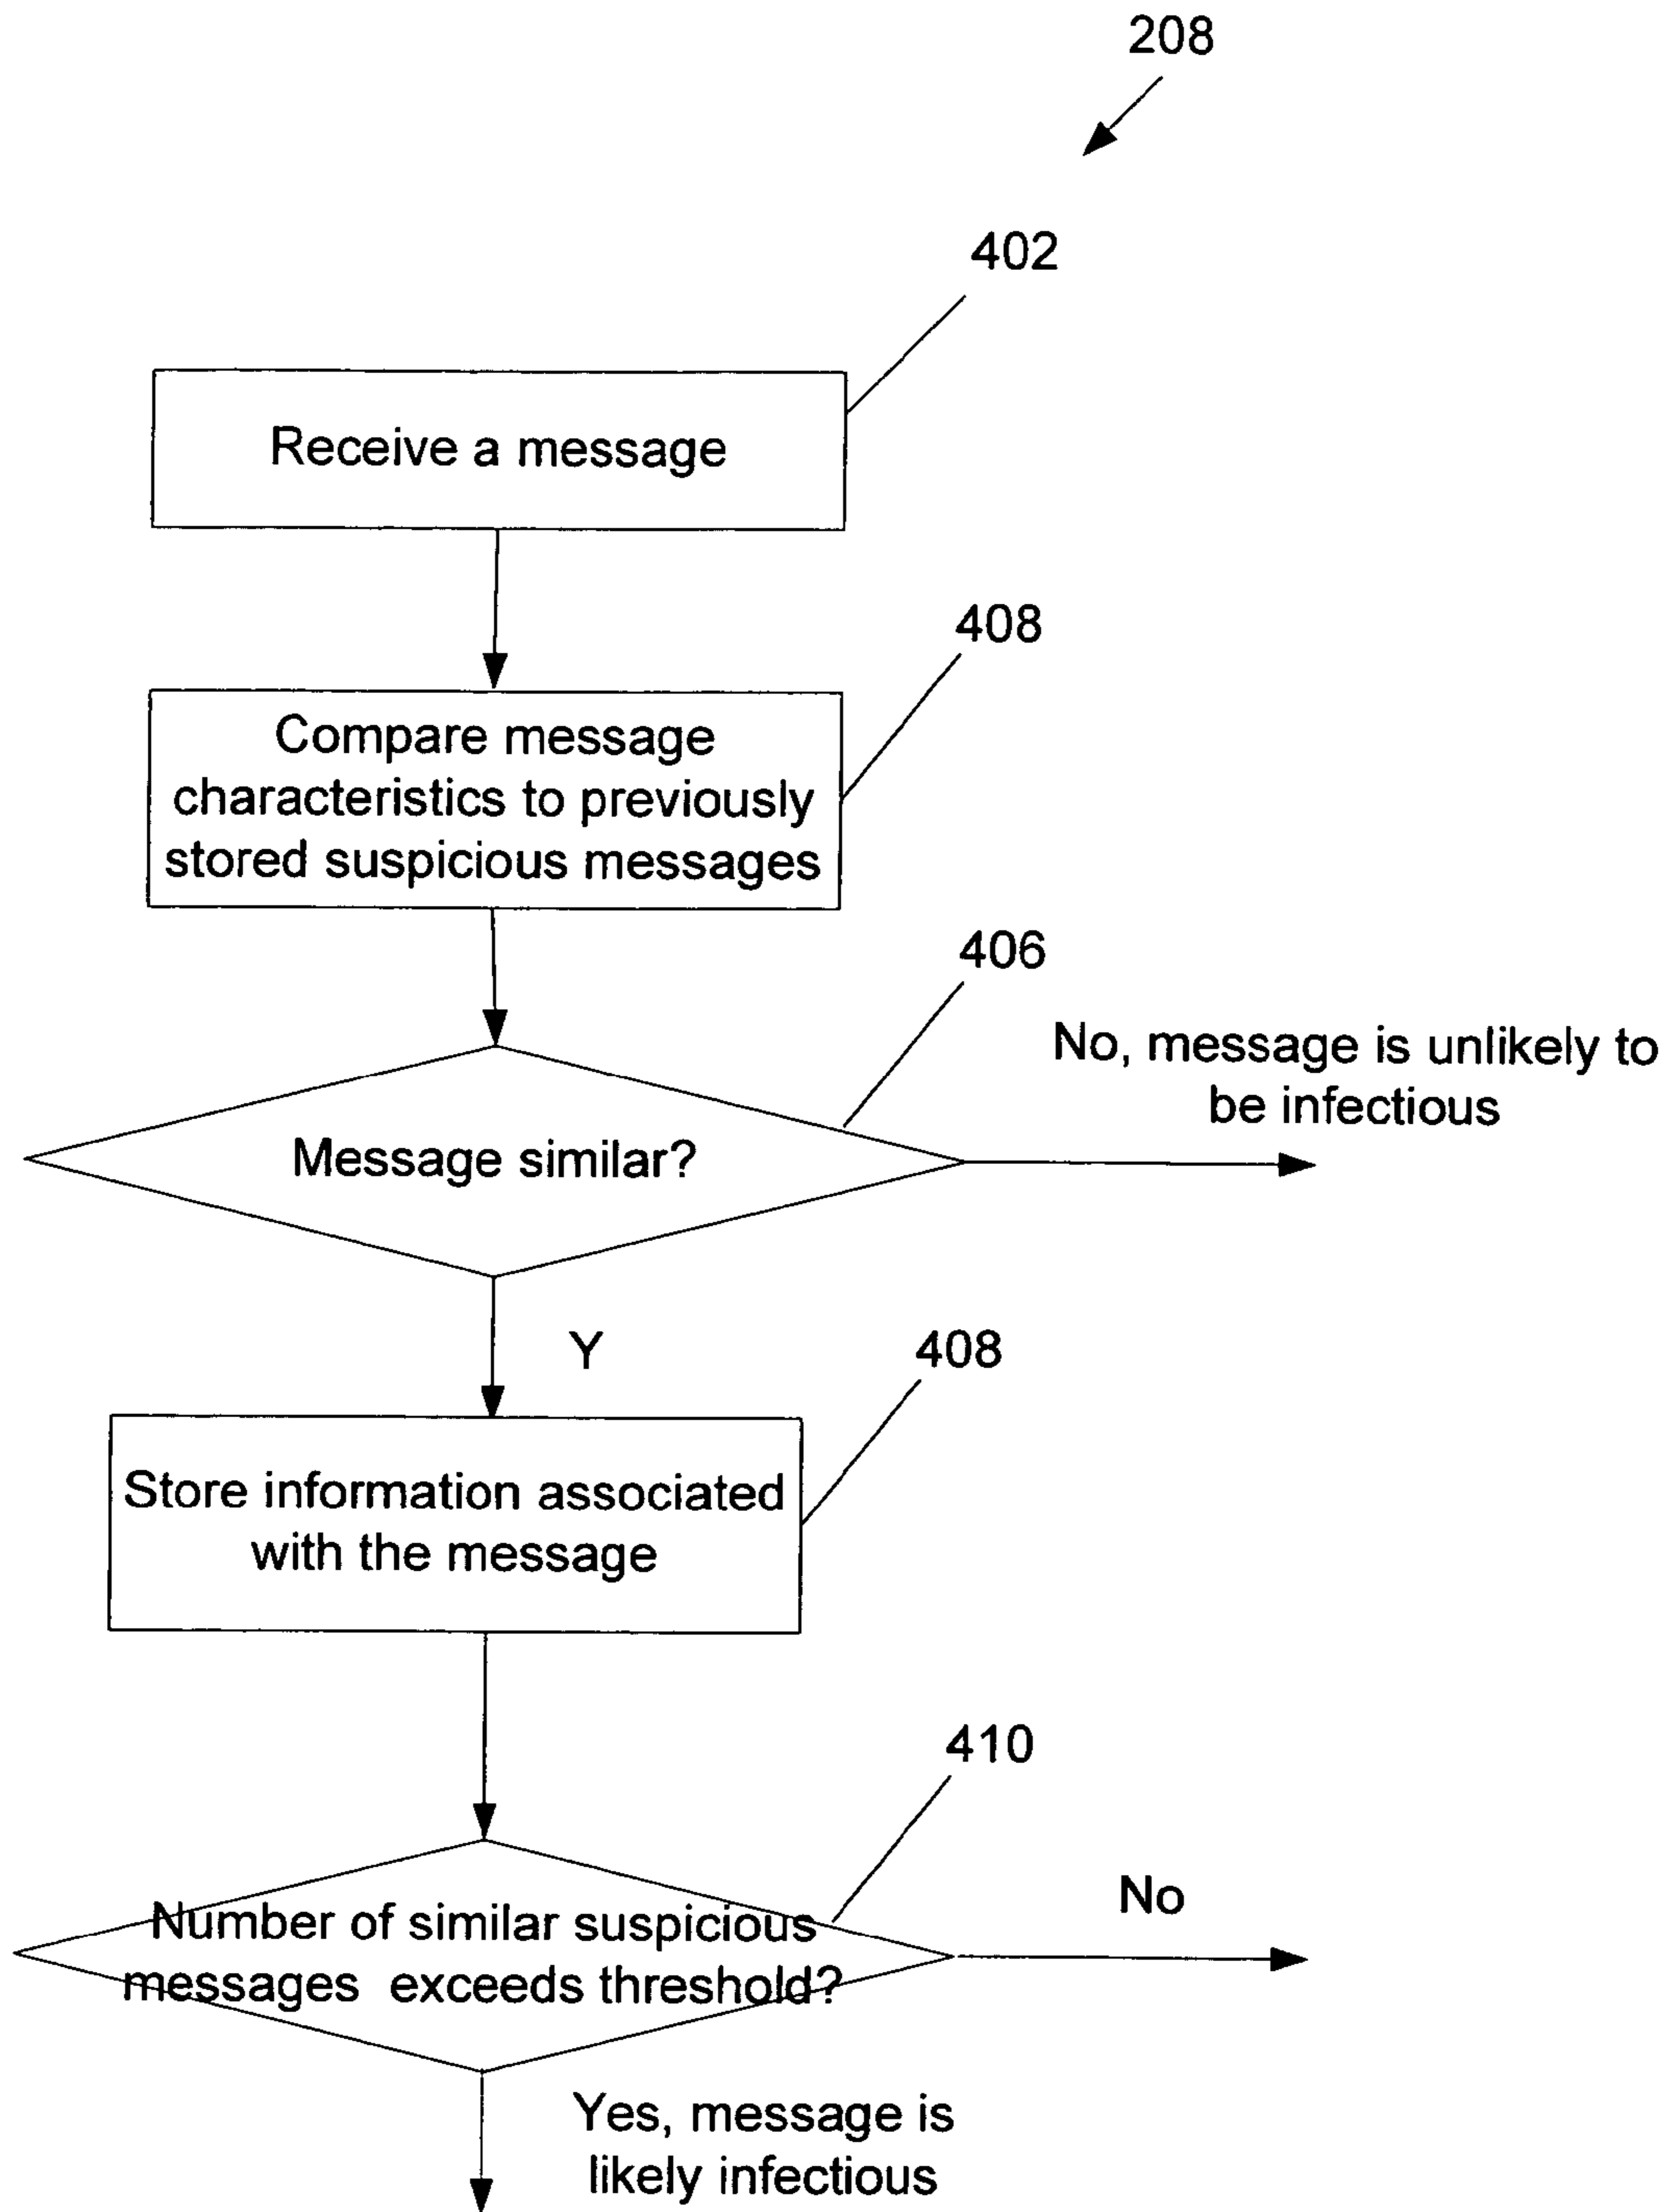 208
402
Receive a message
408
Compare message
characteristics to previously
stored suspicious messages
406
No, message is unlikely to
be infectious
Message similar?
Y
408
Store information associated
with the message
410
No
Number of similar suspicious
messages exceeds threshold?
Yes, message is
likely infectious